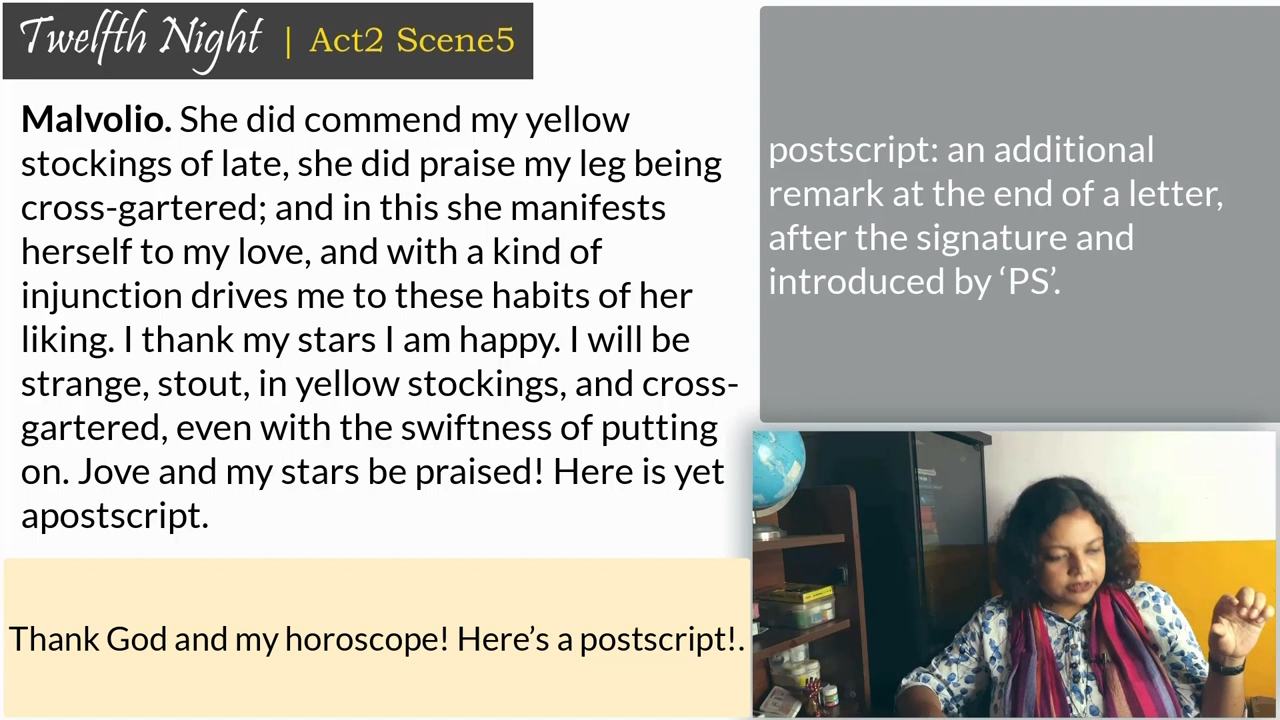 Twelfth Night | Act2 Scene5
Malvolio. She did commend my yellow
stockings of late, she did praise my leg being
cross-gartered; and in this she manifests
herself to my love, and with a kind of
injunction drives me to these habits of her
liking. I thank my stars I am happy. I will be
strange, stout, in yellow stockings, and cross-
gartered, even with the swiftness of putting
on. Jove and my stars be praised! Here is yet
apostscript.
postscript: an additional
remark at the end of a letter,
after the signature and
introduced by ‘PS’.
Thank God and my horoscope! Here’s a postscript!.